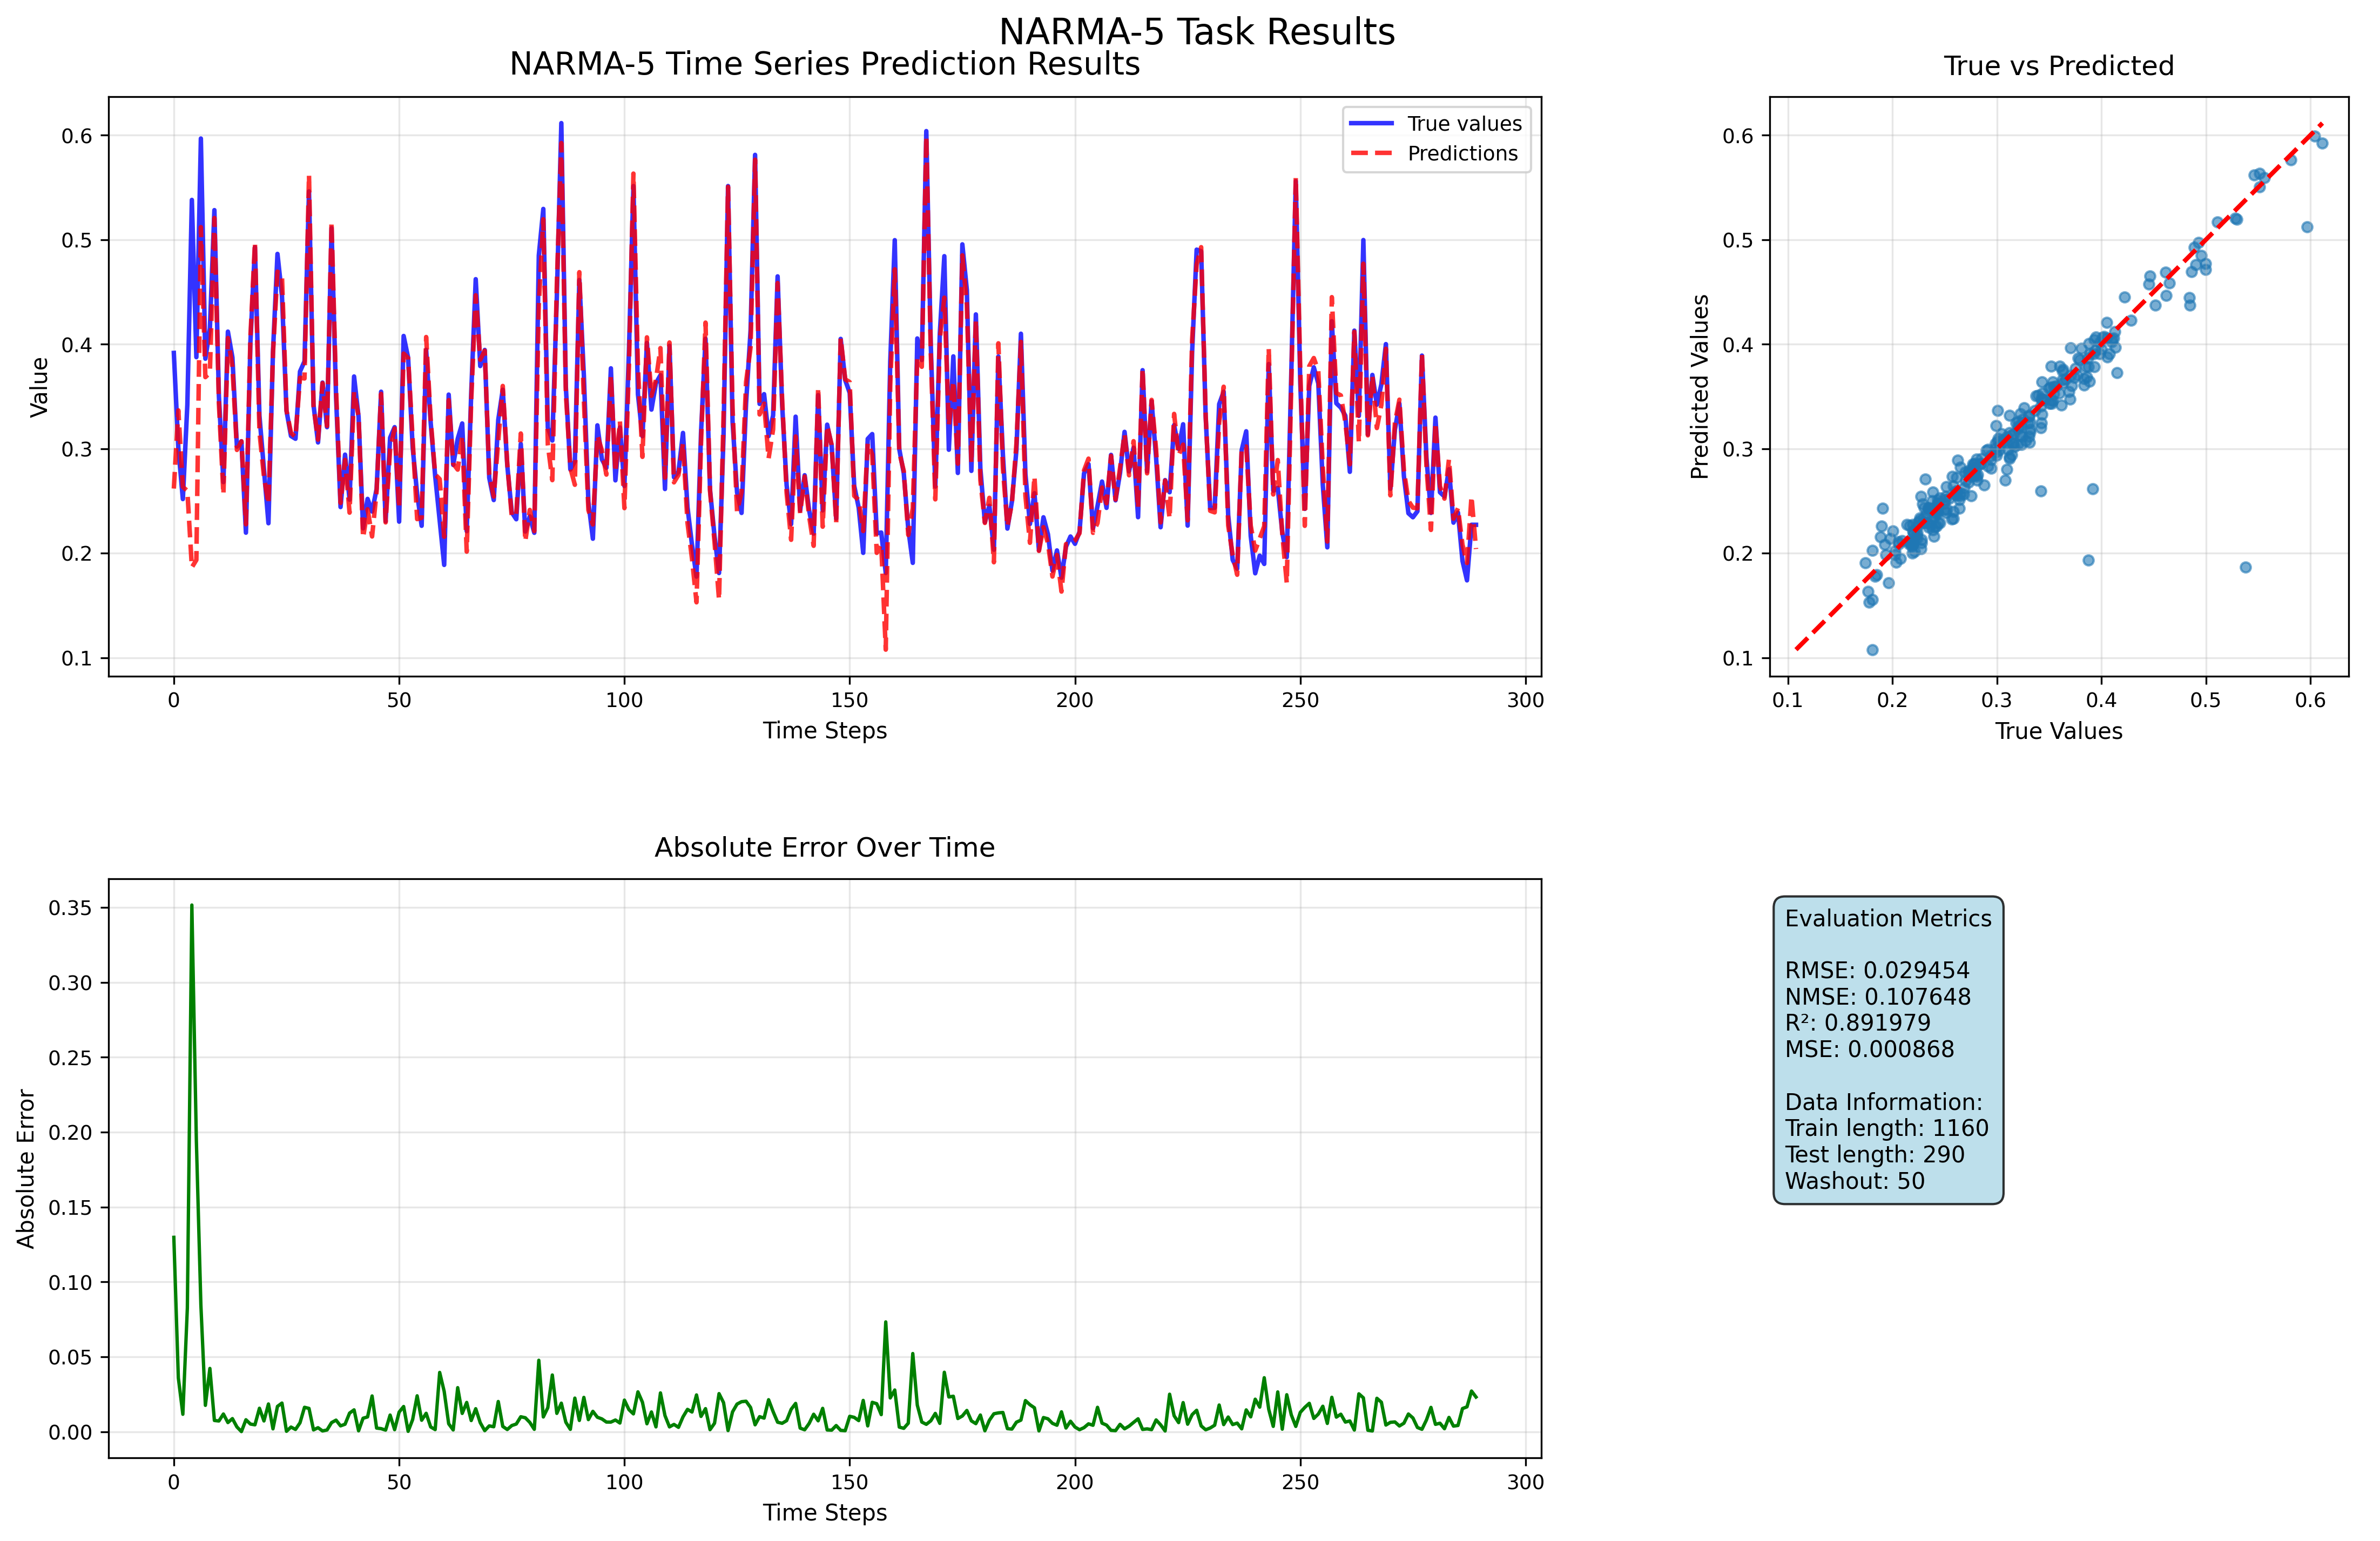 NARMA-5 Task Results
NARMA-5 Time Series Prediction Results
0.6
0.5
0.4
0.3
0.2
0.1
Value
0
50
100
150
200
250
300
Time Steps
True values
Predictions
True vs Predicted
0.6
0.5
0.4
0.3
0.2
0.1
Predicted Values
0.1
0.2
0.3
0.4
0.5
0.6
True Values
Absolute Error Over Time
0.35
0.30
0.25
0.20
0.15
0.10
0.05
0.00
Absolute Error
0
50
100
150
200
250
300
Time Steps
Evaluation Metrics
RMSE: 0.029454
NMSE: 0.107648
R²: 0.891979
MSE: 0.000868
Data Information:
Train length: 1160
Test length: 290
Washout: 50